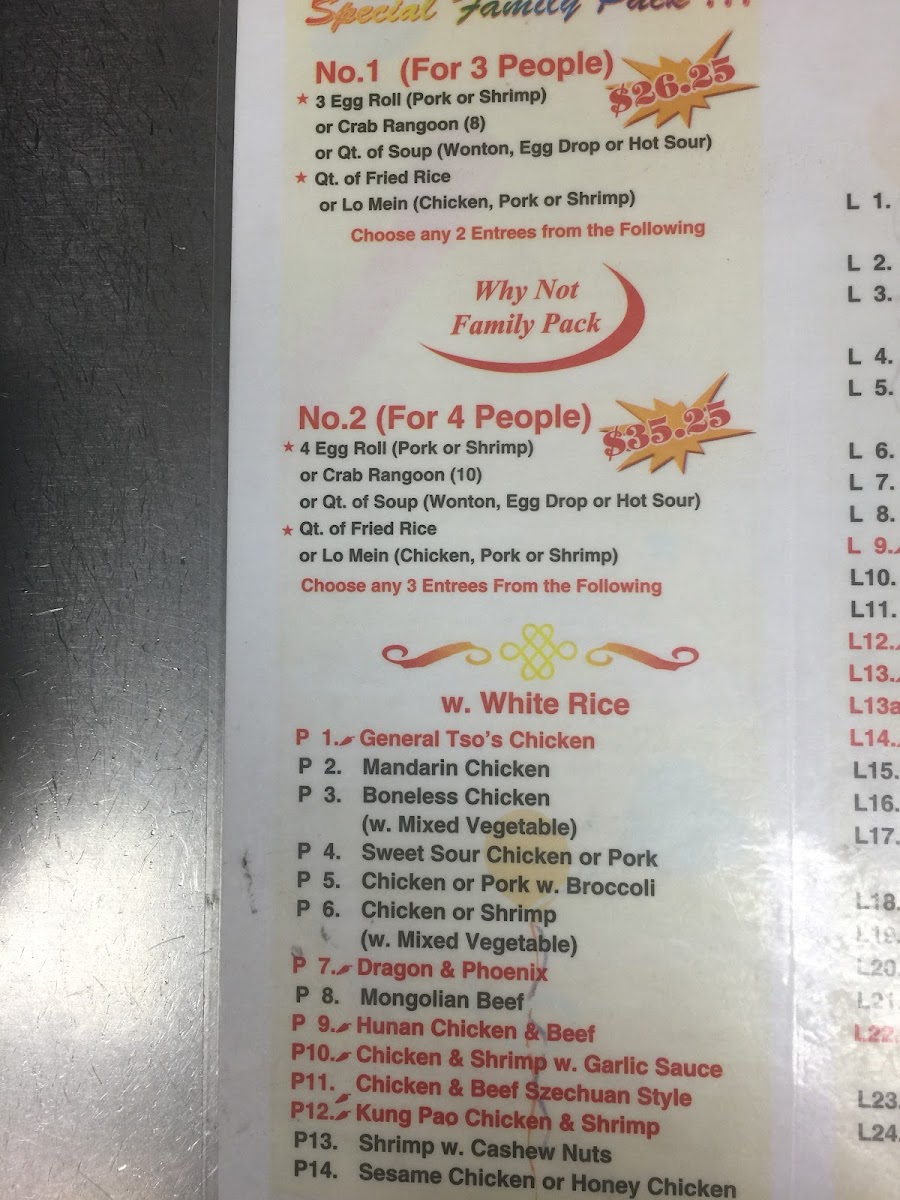 Special Family Pack !!!
No.1 (For 3 People)
$26.25
★ 3 Egg Roll (Pork or Shrimp)
or Crab Rangoon (8)
or Qt. of Soup (Wonton, Egg Drop or Hot Sour)
★ Qt. of Fried Rice
or Lo Mein (Chicken, Pork or Shrimp)
Choose any 2 Entrees from the Following
Why Not
Family Pack
No.2 (For 4 People)
$35.25
★ 4 Egg Roll (Pork or Shrimp)
or Crab Rangoon (10)
or Qt. of Soup (Wonton, Egg Drop or Hot Sour)
★ Qt. of Fried Rice
or Lo Mein (Chicken, Pork or Shrimp)
Choose any 3 Entrees From the Following
w. White Rice
P 1. General Tso's Chicken
P 2. Mandarin Chicken
P 3. Boneless Chicken
(w. Mixed Vegetable)
P 4. Sweet Sour Chicken or Pork
P 5. Chicken or Pork w. Broccoli
P 6. Chicken or Shrimp
(w. Mixed Vegetable)
P 7. Dragon & Phoenix
P 8. Mongolian Beef
P 9. Hunan Chicken & Beef
P10. Chicken & Shrimp w. Garlic Sauce
P11. Chicken & Beef Szechuan Style
P12. Kung Pao Chicken & Shrimp
P13. Shrimp w. Cashew Nuts
P14. Sesame Chicken or Honey Chicken
L 1.
L 2.
L 3.
L 4.
L 5.
L 6.
L 7.
L 8.
L 9.
L10.
L11.
L12.
L13.
L13a
L14.
L15.
L16.
L17.
L18.
L19.
L20.
L21
L22.
L23.
L24.